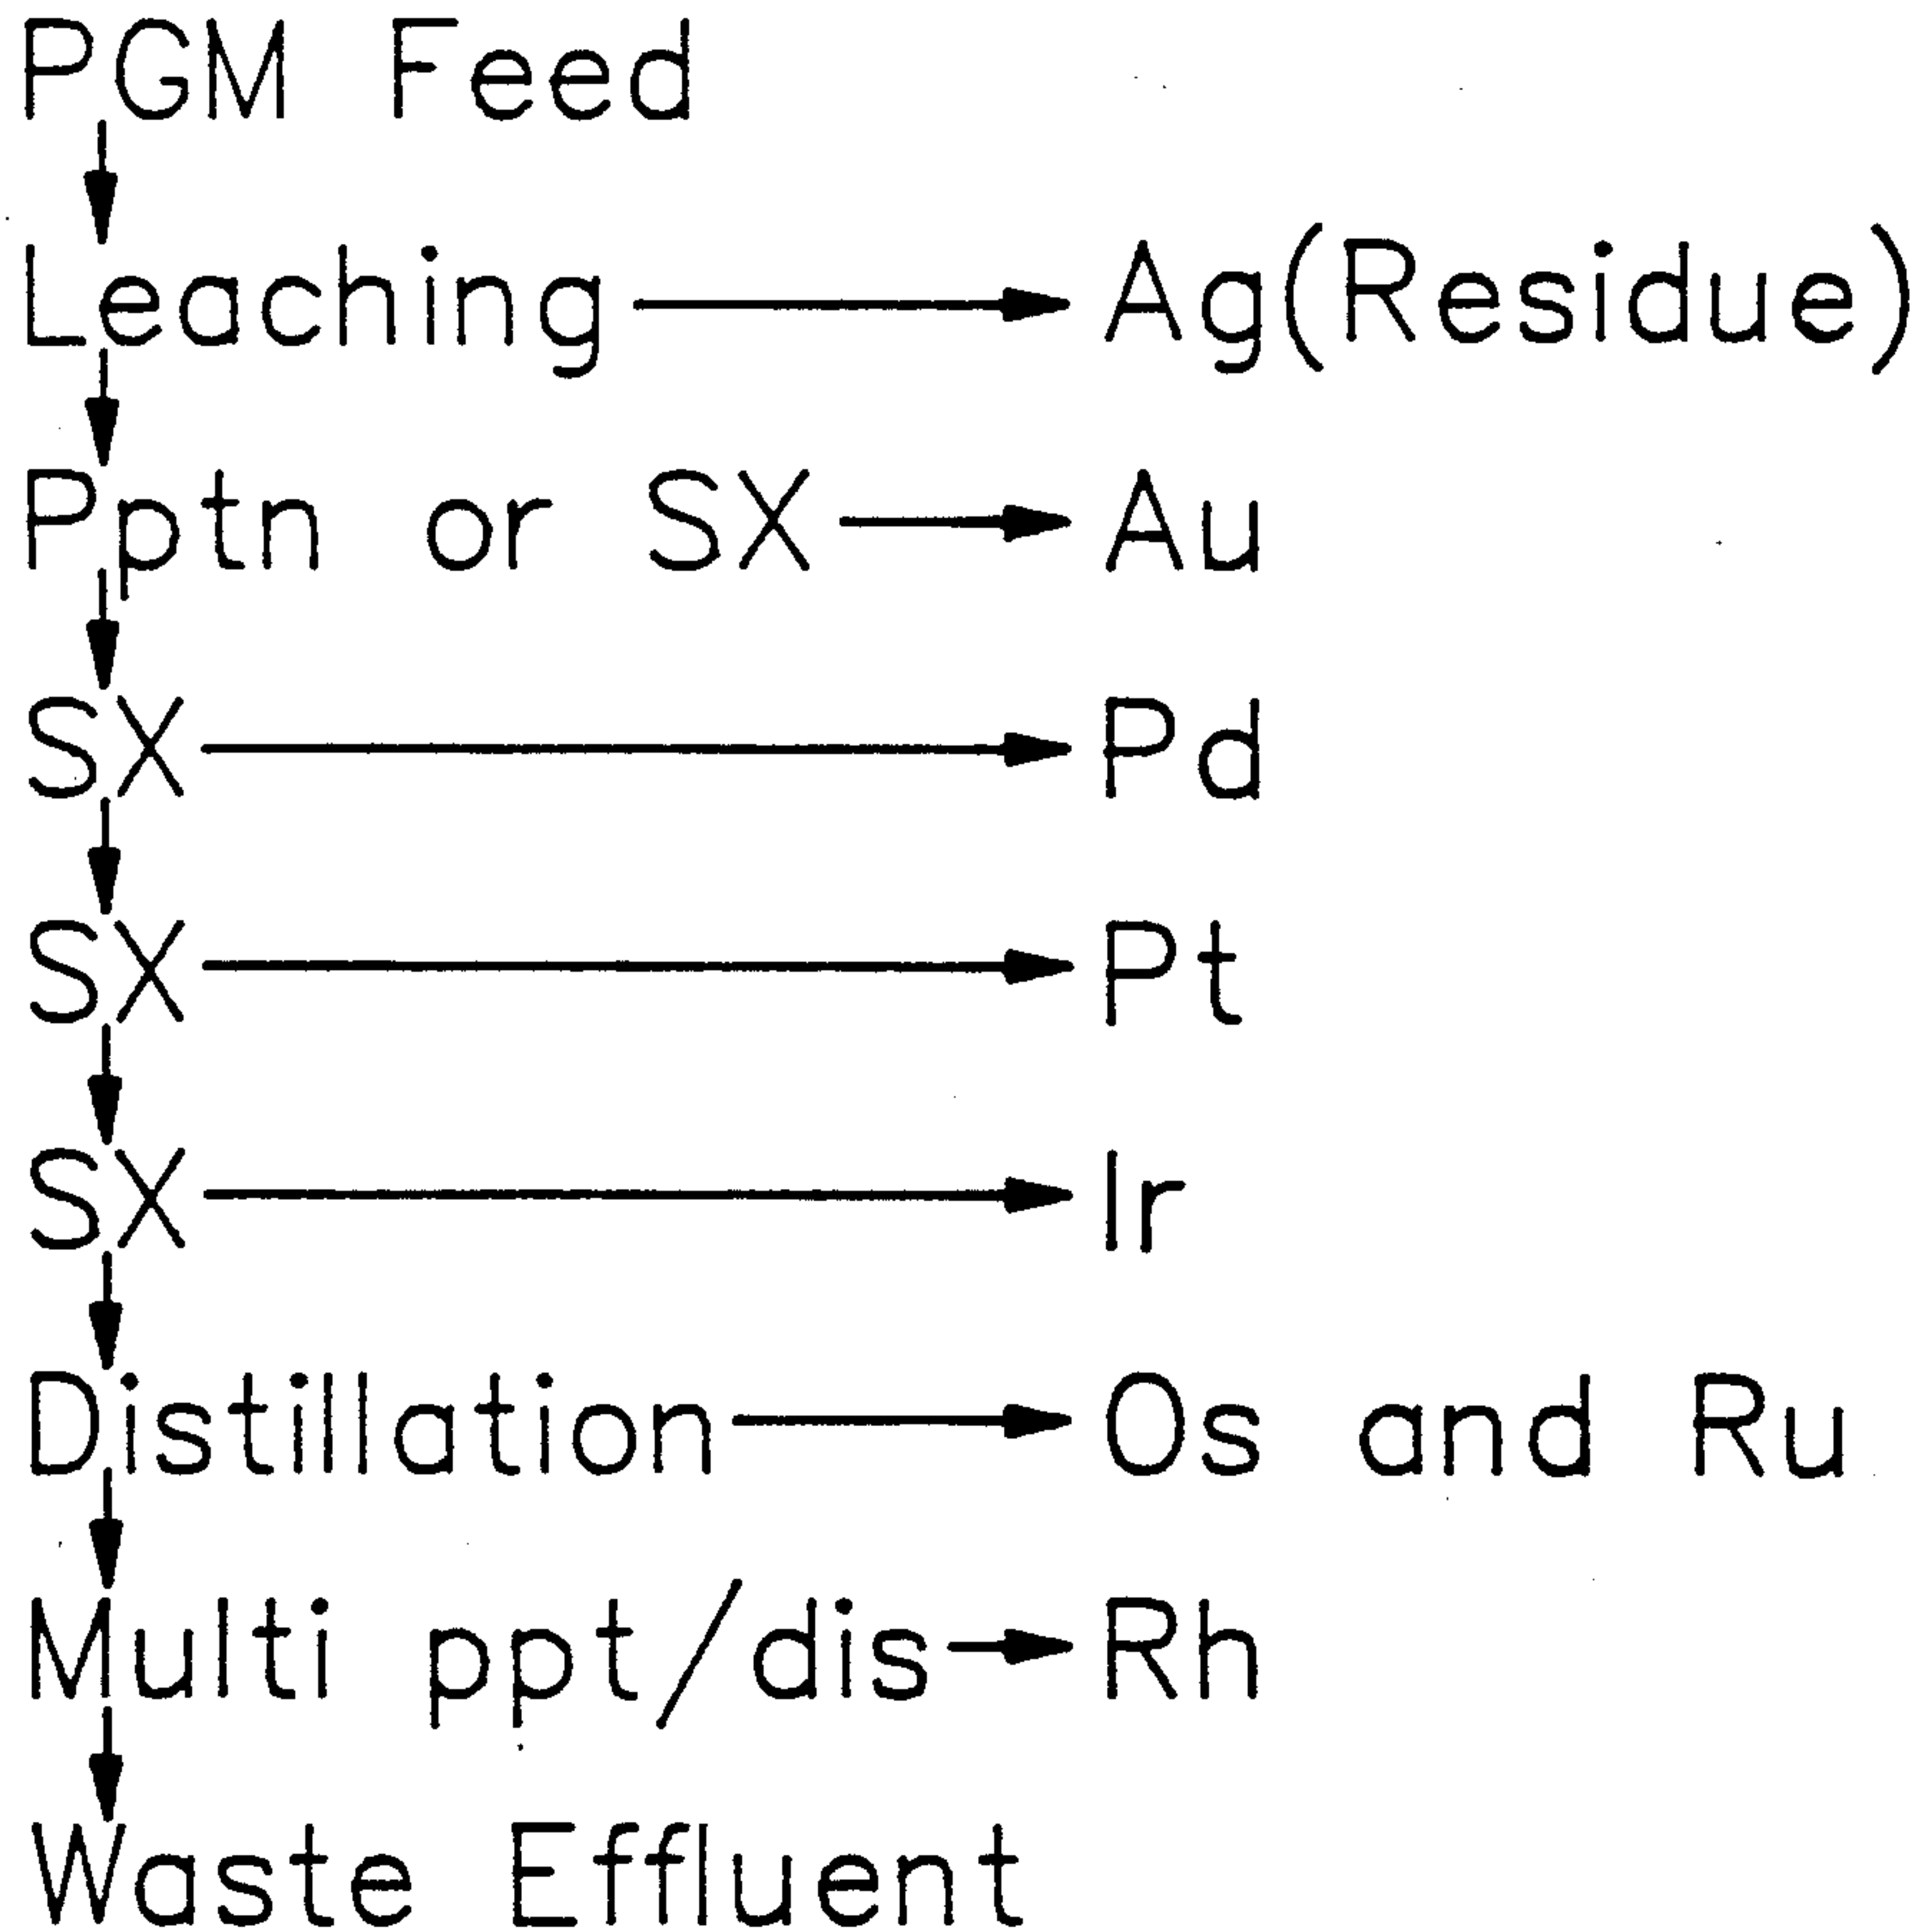 PGM Feed
Leaching Ag(Residue)
Pptn or SX Au
SX Pd
SX Pt
SX Ir
Distillation Os and Ru
Multi ppt/dis Rh
Waste Effluent